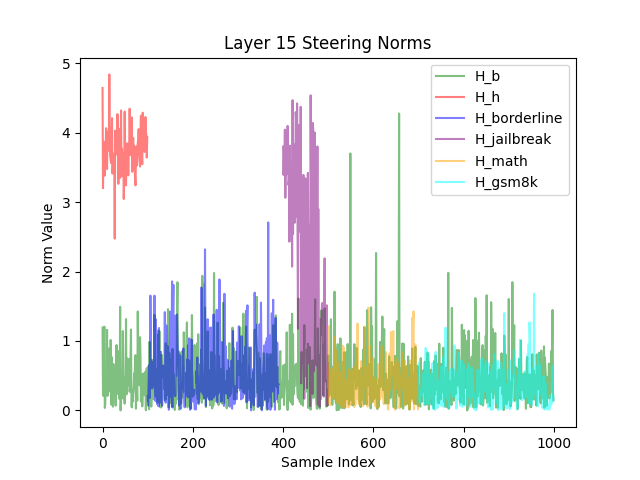 Layer 15 Steering Norms
H_b
H_h
H_borderline
H_jailbreak
H_math
H_gsm8k
Norm Value
5
4
3
2
1
0
0 200 400 600 800 1000
Sample Index